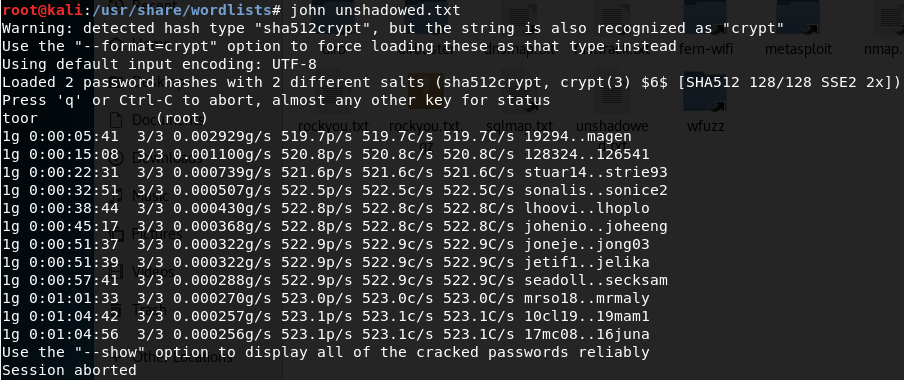 root@kali:/usr/share/wordlists# john unshadowed.txt
Warning: detected hash type "sha512crypt", but the string is also recognized as "crypt"
Use the "--format=crypt" option to force loading these as that type instead
Using default input encoding: UTF-8
Loaded 2 password hashes with 2 different salts (sha512crypt, crypt(3) $6$ [SHA512 128/128 SSE2 2x])
Press 'q' or Ctrl-C to abort, almost any other key for status
toor             (root)
1g 0:00:05:41  3/3 0.002929g/s 519.7p/s 519.7c/s 519.7C/s 19294..magen
1g 0:00:15:08  3/3 0.001100g/s 520.8p/s 520.8c/s 520.8C/s 128324..126541
1g 0:00:22:31  3/3 0.000739g/s 521.6p/s 521.6c/s 521.6C/s stuar14..strie93
1g 0:00:32:51  3/3 0.000507g/s 522.5p/s 522.5c/s 522.5C/s sonalis..sonice2
1g 0:00:38:44  3/3 0.000430g/s 522.8p/s 522.8c/s 522.8C/s lhoovi..lhoplo
1g 0:00:45:17  3/3 0.000368g/s 522.8p/s 522.8c/s 522.8C/s johenio..joheeng
1g 0:00:51:37  3/3 0.000322g/s 522.9p/s 522.9c/s 522.9C/s joneje..jong03
1g 0:00:51:39  3/3 0.000322g/s 522.9p/s 522.9c/s 522.9C/s jetif1..jelika
1g 0:00:57:41  3/3 0.000288g/s 522.9p/s 522.9c/s 522.9C/s seadoll..secksam
1g 0:01:01:33  3/3 0.000270g/s 523.0p/s 523.0c/s 523.0C/s mrso18..mrmaly
1g 0:01:04:42  3/3 0.000257g/s 523.1p/s 523.1c/s 523.1C/s 10cl19..19mam1
1g 0:01:04:56  3/3 0.000256g/s 523.1p/s 523.1c/s 523.1C/s 17mc08..16juna
Use the "--show" option to display all of the cracked passwords reliably
Session aborted
fern-wifi
metasploit
nmap.
rockyou.txt
rockyou.txt.
sqlmap.txt
unshadowe
wfuzz
Downloads
Music
Pictures
Videos
Trash
Other Locations